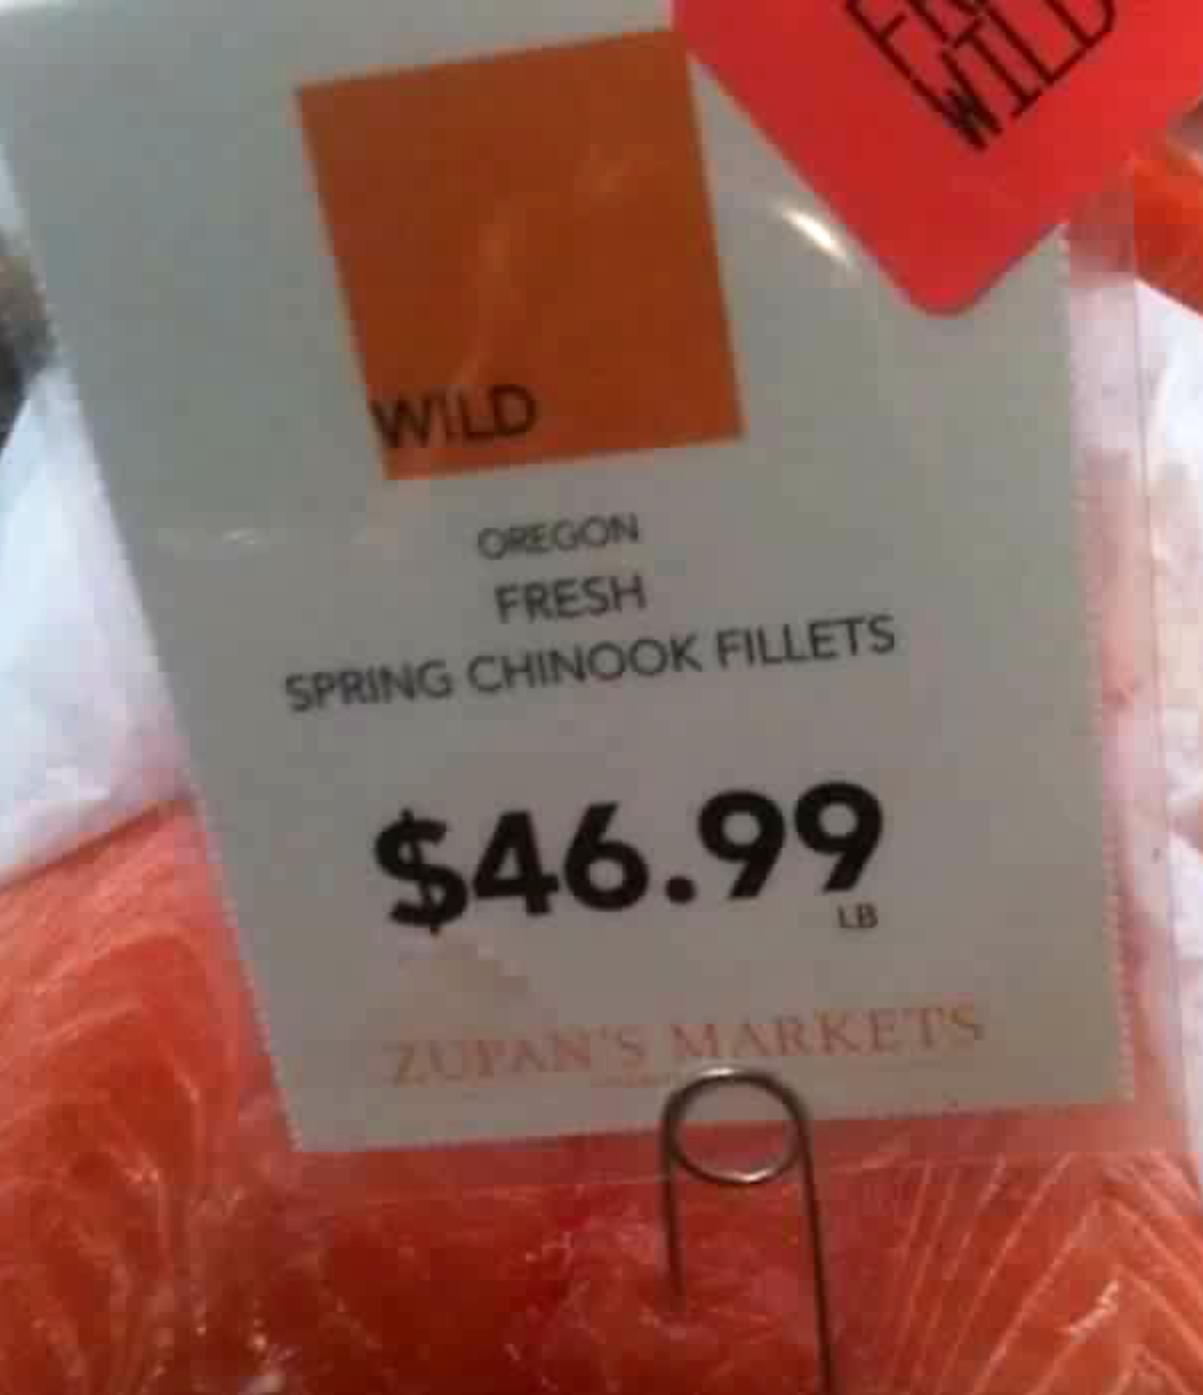 WILD
WILD
OREGON
FRESH
SPRING CHINOOK FILLETS
$46.99
LB
ZUPAN'S MARKETS